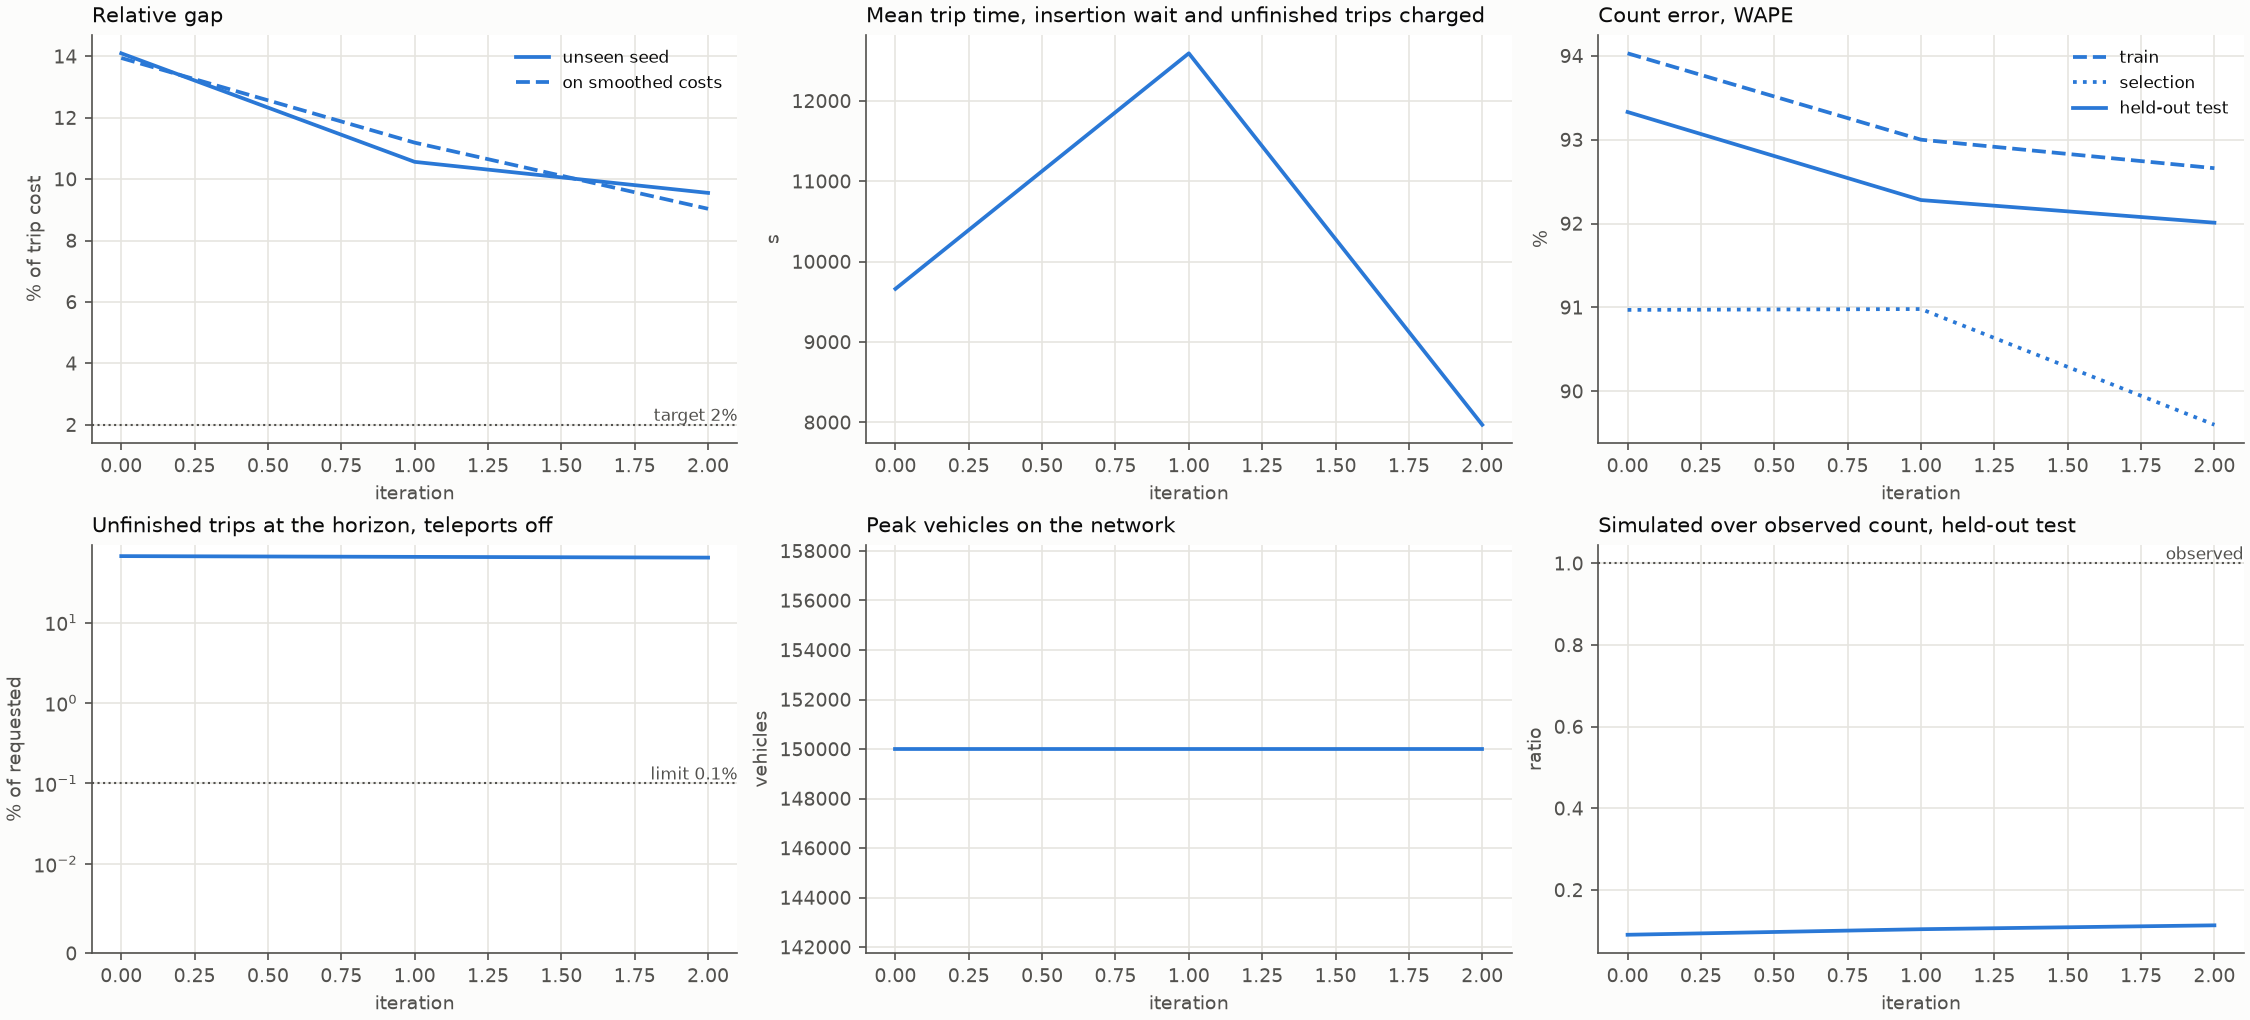 Relative gap
14
12
10
8
6
4
2
% of trip cost
unseen seed
on smoothed costs
target 2%
0.00 0.25 0.50 0.75 1.00 1.25 1.50 1.75 2.00
iteration
Mean trip time, insertion wait and unfinished trips charged
12000
11000
10000
9000
8000
s
0.00 0.25 0.50 0.75 1.00 1.25 1.50 1.75 2.00
iteration
Count error, WAPE
94
93
92
91
90
%
train
selection
held-out test
0.00 0.25 0.50 0.75 1.00 1.25 1.50 1.75 2.00
iteration
Unfinished trips at the horizon, teleports off
10¹
10⁰
10⁻¹
10⁻²
0
% of requested
limit 0.1%
0.00 0.25 0.50 0.75 1.00 1.25 1.50 1.75 2.00
iteration
Peak vehicles on the network
158000
156000
154000
152000
150000
148000
146000
144000
142000
vehicles
0.00 0.25 0.50 0.75 1.00 1.25 1.50 1.75 2.00
iteration
Simulated over observed count, held-out test
observed
1.0
0.8
0.6
0.4
0.2
ratio
0.00 0.25 0.50 0.75 1.00 1.25 1.50 1.75 2.00
iteration